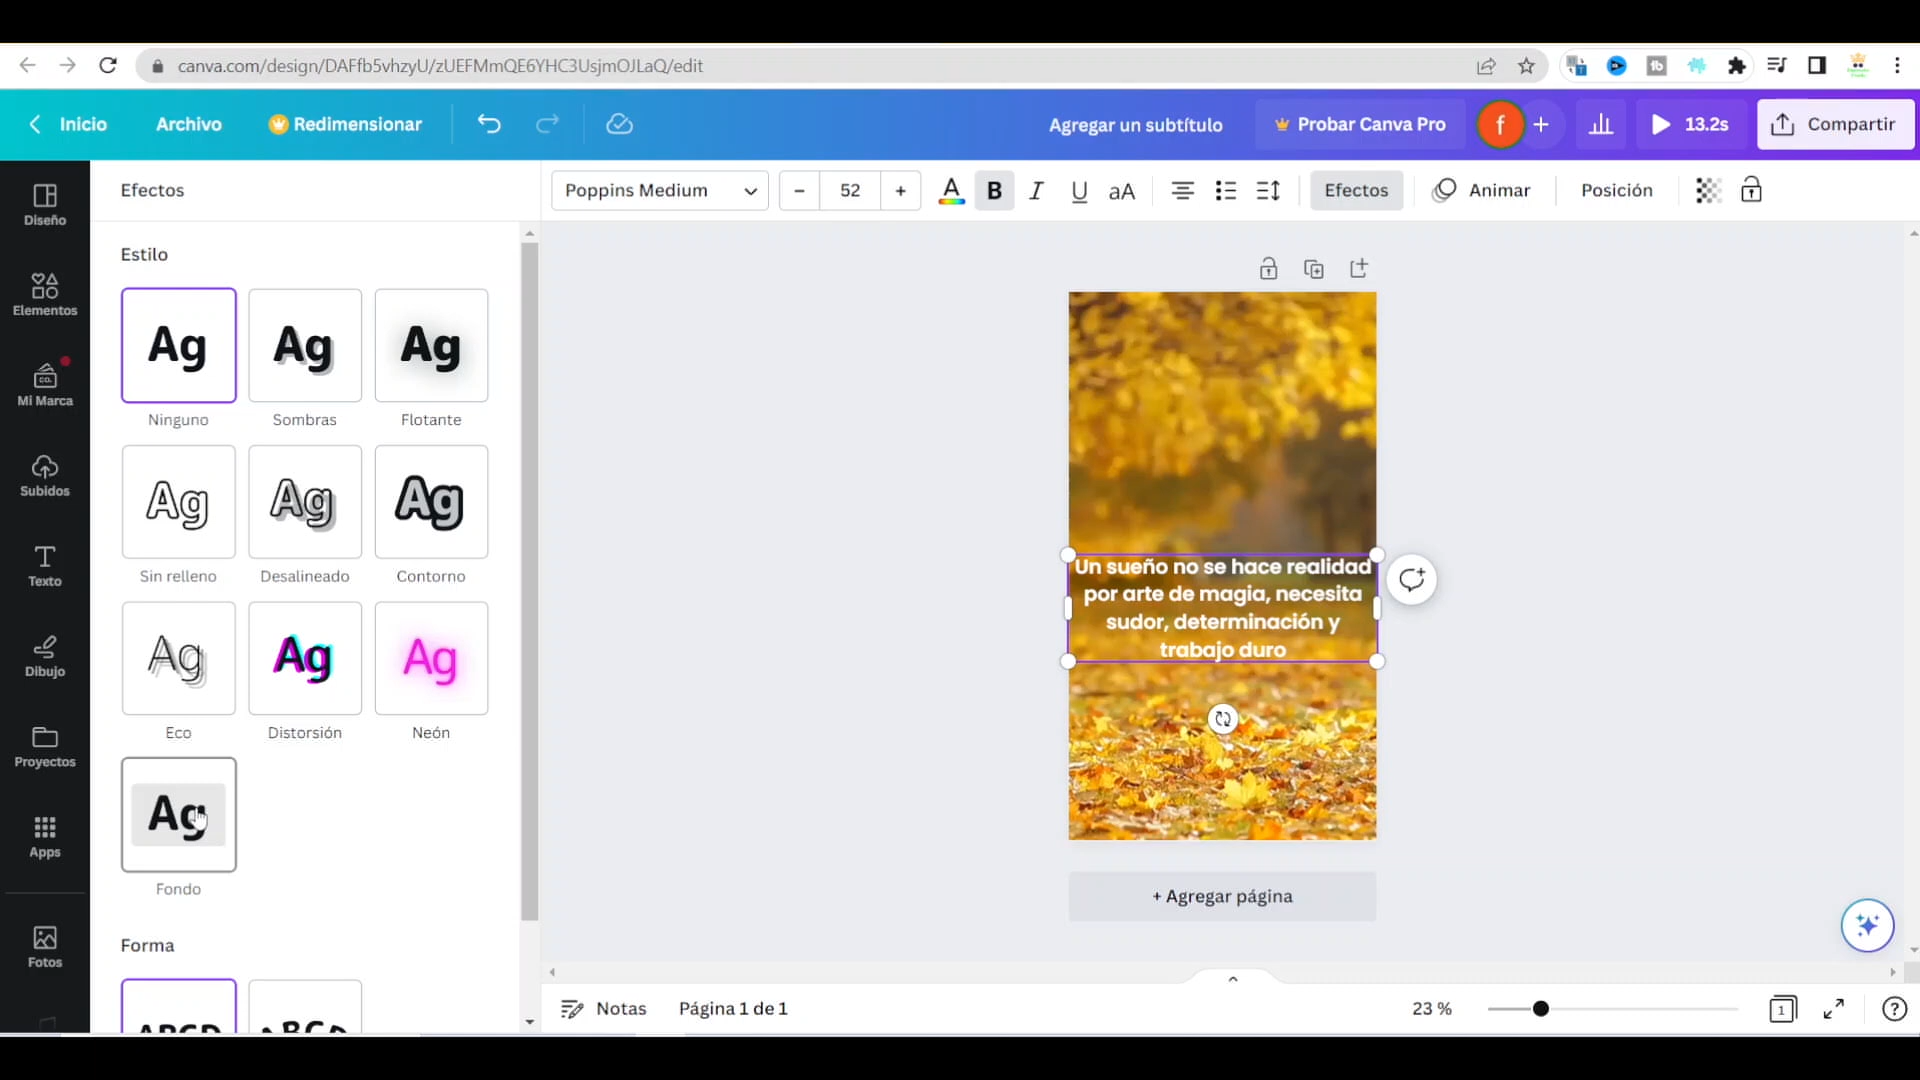 canva.com/design/DAFfb5vhzyU/zUEFMmQE6YHC3UsjmOJLaQ/edit
Inicio
Archivo
Redimensionar
Agregar un subtítulo
Probar Canva Pro
f
+
13.2s
Compartir
Diseño
Elementos
CO.
Mi Marca
Subidos
Texto
Dibujo
Proyectos
Apps
Fotos
Efectos
Poppins Medium
- 52 +
A B I U aA
Efectos
Animar
Posición
Estilo
Ag Ag Ag
Ninguno Sombras Flotante
Ag Ag Ag
Sin relleno Desalineado Contorno
Ag Ag Ag
Eco Distorsión Neón
Ag
Fondo
Forma
ABCD ABCD
Un sueño no se hace realidad
por arte de magia, necesita
sudor, determinación y
trabajo duro
+ Agregar página
Notas
Página 1 de 1
23 %
1
?